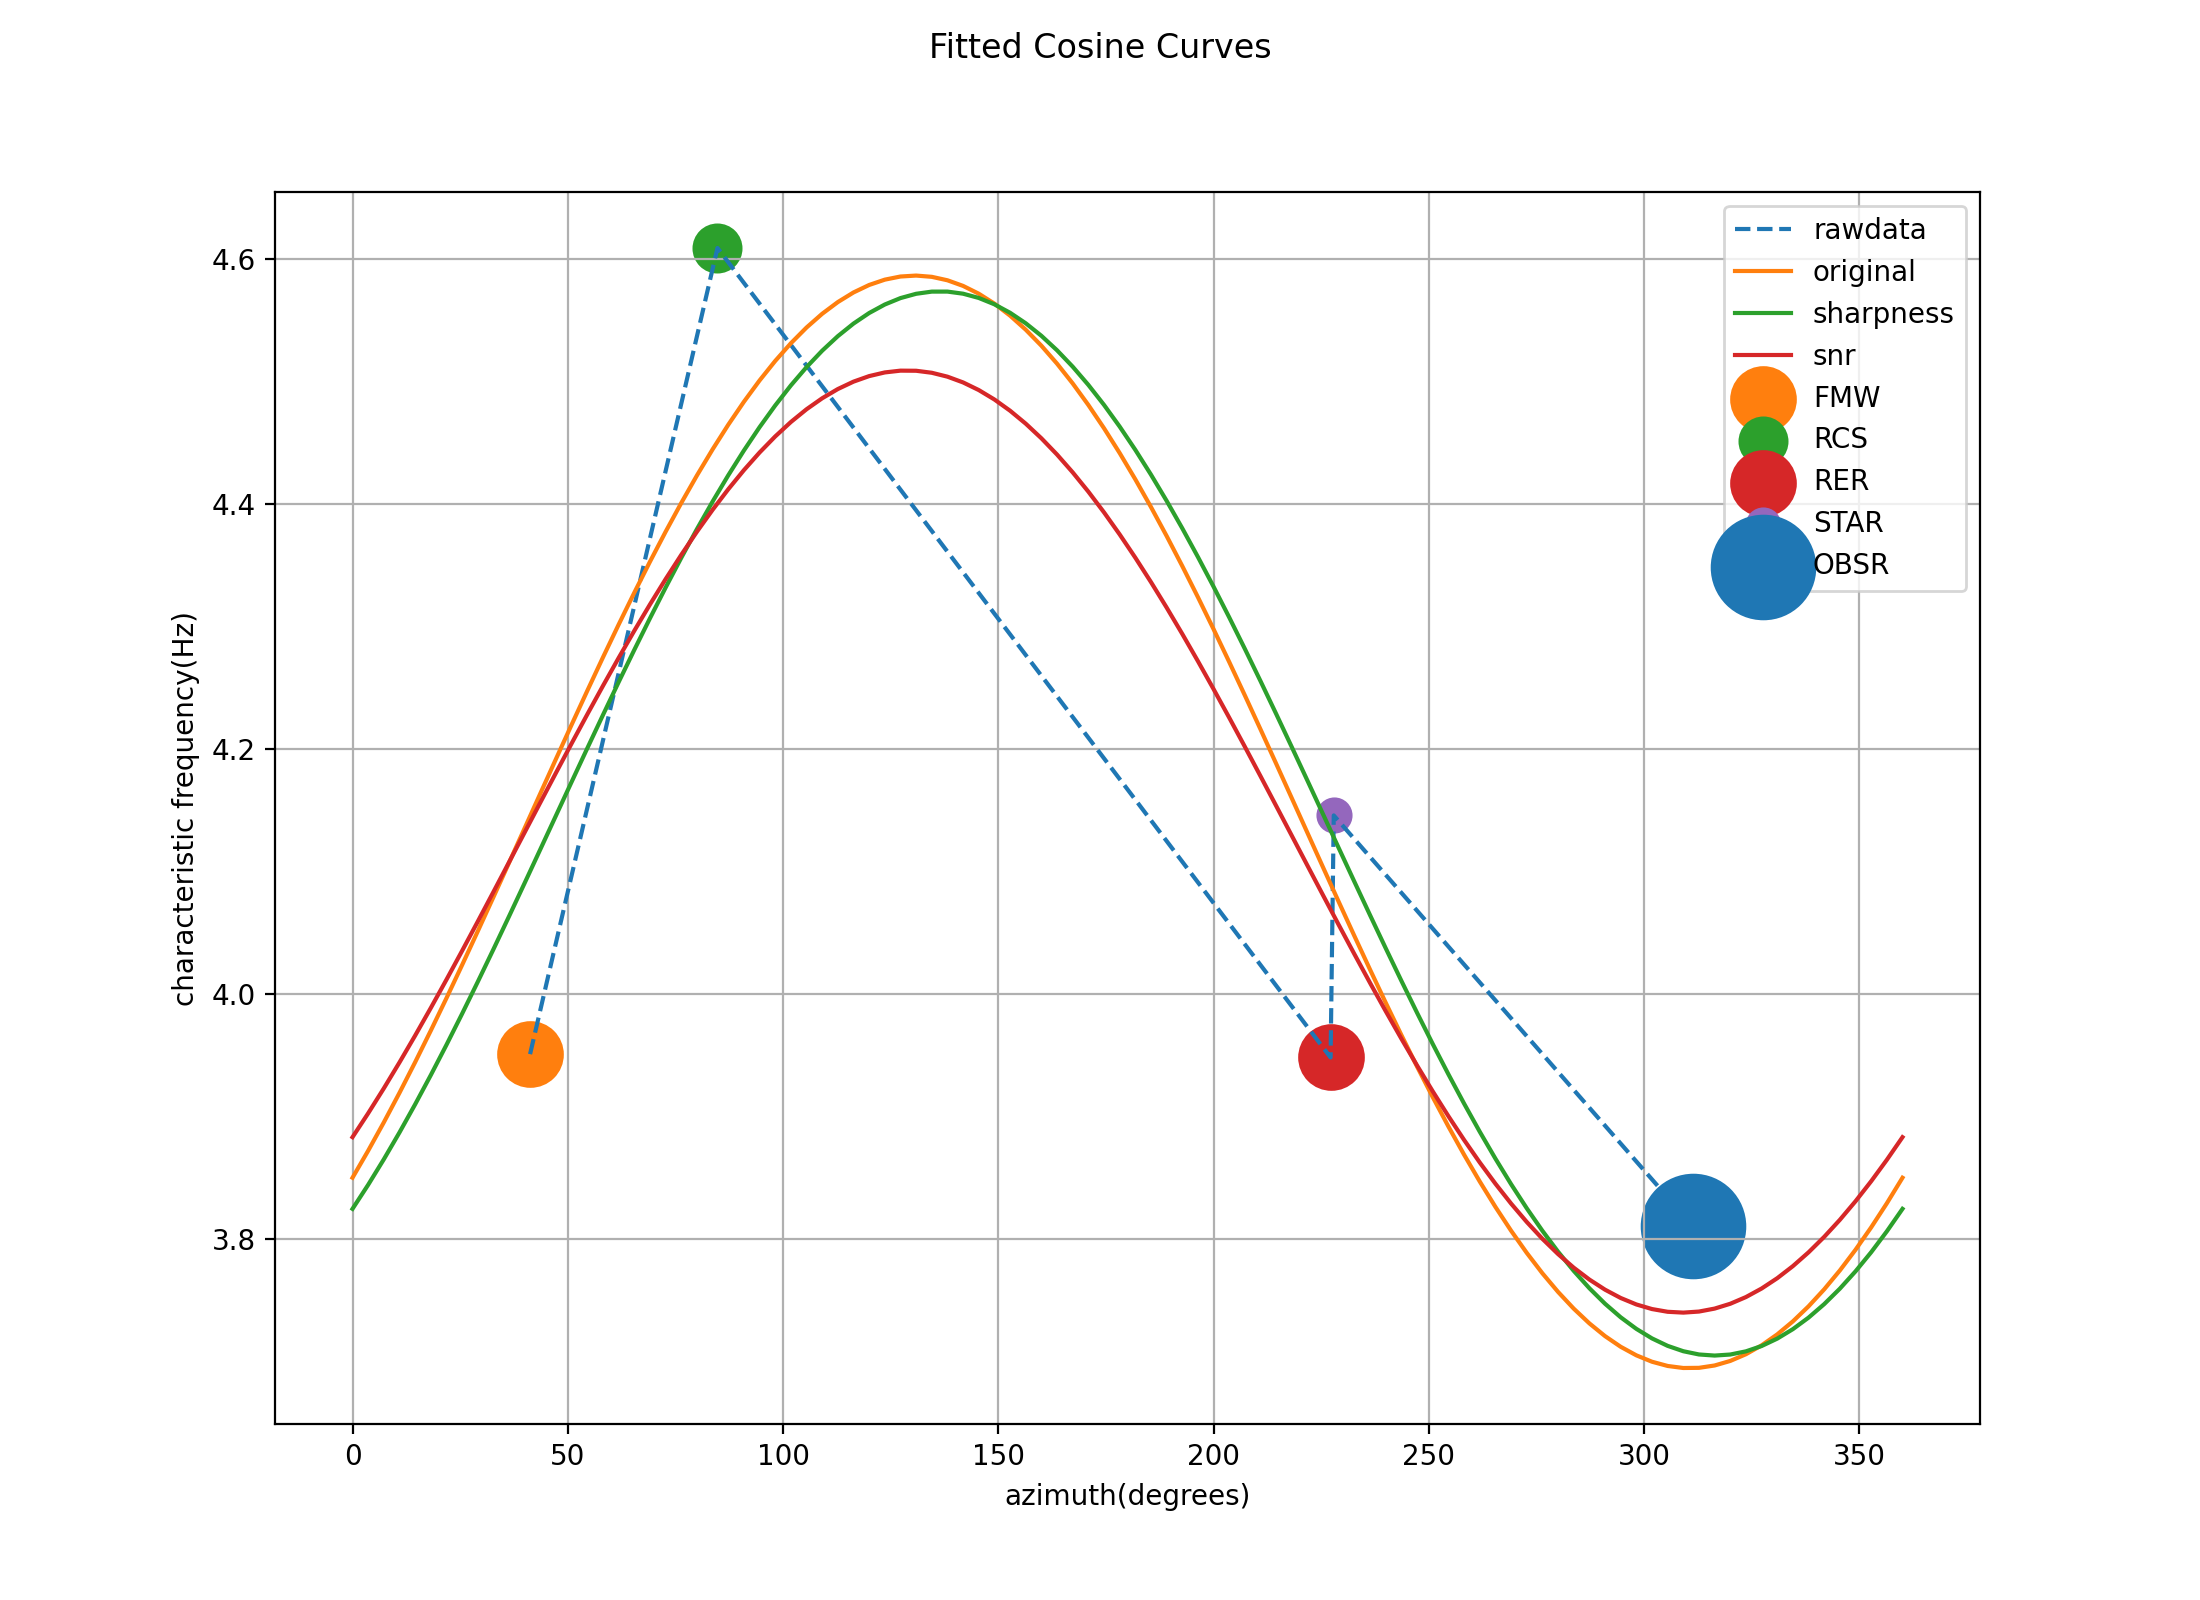 Fitted Cosine Curves
rawdata
original
sharpness
snr
FMW
RCS
RER
STAR
OBSR
4.6
4.4
4.2
4.0
3.8
characteristic frequency(Hz)
0 50 100 150 200 250 300 350
azimuth(degrees)